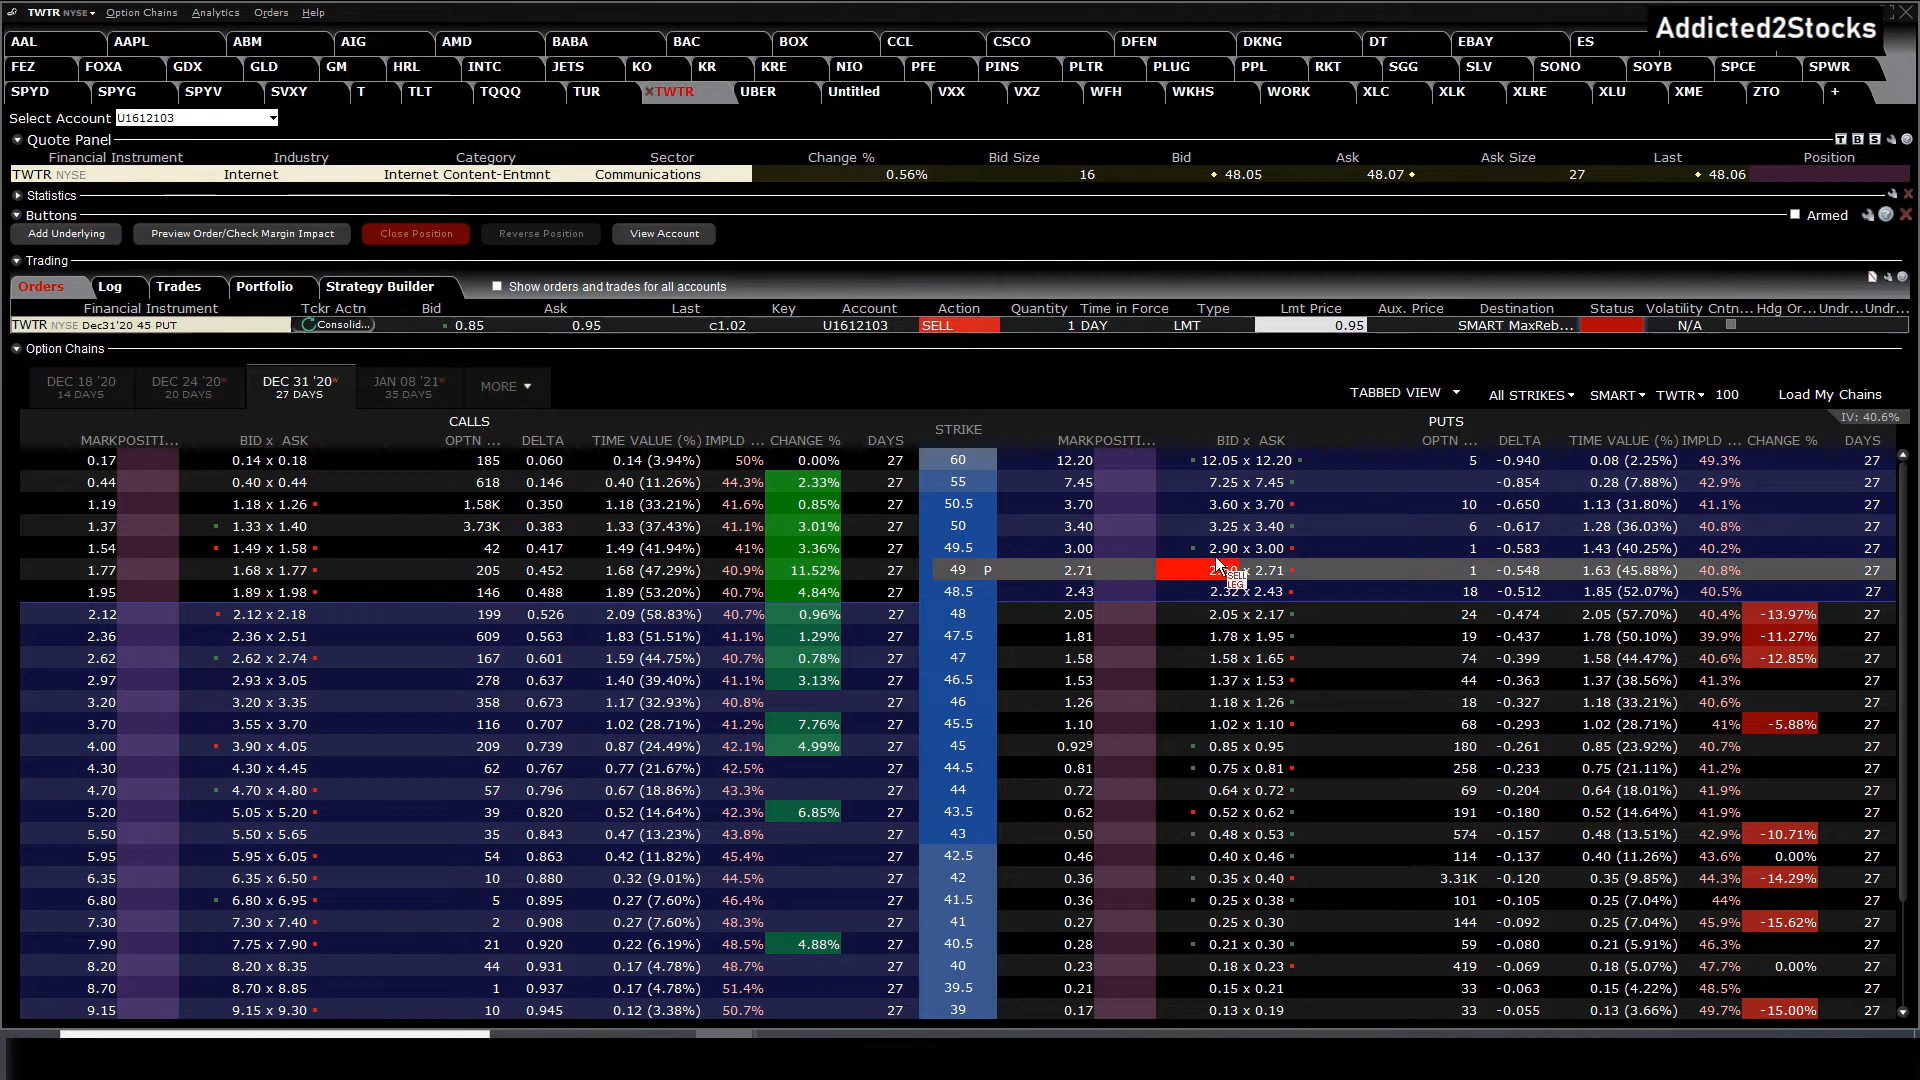 TWTR NYSE Option Chains Analytics Orders Help
Addicted2Stocks
AAL AAPL ABM AIG AMD BABA BAC BOX CCL CSCO DFEN DKNG DT EBAY ES
FEZ FOXA GDX GLD GM HRL INTC JETS KO KR KRE NIO PFE PINS PLTR PLUG PPL RKT SGG SLV SONO SOYB SPCE SPWR
SPYD SPYG SPYV SVXY T TLT TQQQ TUR TWTR UBER Untitled VXX VXZ WFH WKHS WORK XLC XLK XLRE XLU XME ZTO +
Select Account U1612103
Quote Panel T B S
Financial Instrument Industry Category Sector Change % Bid Size Bid Ask Ask Size Last Position
TWTR NYSE Internet Internet Content-Entmnt Communications 0.56% 16 48.05 48.07 27 48.06
Statistics
Buttons Armed
Add Underlying Preview Order/Check Margin Impact Close Position Reverse Position View Account
Trading
Orders Log Trades Portfolio Strategy Builder Show orders and trades for all accounts
Financial Instrument Tckr Actn Bid Ask Last Key Account Action Quantity Time in Force Type Lmt Price Aux. Price Destination Status Volatility Cntn... Hdg Or... Undr... Undr...
TWTR NYSE Dec31'20 45 PUT Consolid... 0.85 0.95 c1.02 U1612103 SELL 1 DAY LMT 0.95 SMART MaxReb... N/A
Option Chains
DEC 18 '20 DEC 24 '20W DEC 31 '20W JAN 08 '21W MORE
14 DAYS 20 DAYS 27 DAYS 35 DAYS
TABBED VIEW All STRIKES SMART TWTR 100 Load My Chains
CALLS STRIKE PUTS IV: 40.6%
MARK POSITI... BID x ASK OPTN ... DELTA TIME VALUE (%) IMPLD ... CHANGE % DAYS MARK POSITI... BID x ASK OPTN ... DELTA TIME VALUE (%) IMPLD ... CHANGE % DAYS
0.17 0.14 x 0.18 185 0.060 0.14 (3.94%) 50% 0.00% 27 60 12.20 12.05 x 12.20 5 -0.940 0.08 (2.25%) 49.3% 27
0.44 0.40 x 0.44 618 0.146 0.40 (11.26%) 44.3% 2.33% 27 55 7.45 7.25 x 7.45 -0.854 0.28 (7.88%) 42.9% 27
1.19 1.18 x 1.26 1.58K 0.350 1.18 (33.21%) 41.6% 0.85% 27 50.5 3.70 3.60 x 3.70 10 -0.650 1.13 (31.80%) 41.1% 27
1.37 1.33 x 1.40 3.73K 0.383 1.33 (37.43%) 41.1% 3.01% 27 50 3.40 3.25 x 3.40 6 -0.617 1.28 (36.03%) 40.8% 27
1.54 1.49 x 1.58 42 0.417 1.49 (41.94%) 41% 3.36% 27 49.5 3.00 2.90 x 3.00 1 -0.583 1.43 (40.25%) 40.2% 27
1.77 1.68 x 1.77 205 0.452 1.68 (47.29%) 40.9% 11.52% 27 49 P 2.71 x 2.71 1 -0.548 1.63 (45.88%) 40.8% 27
SELL LEG
1.95 1.89 x 1.98 146 0.488 1.89 (53.20%) 40.7% 4.84% 27 48.5 2.43 2.32 x 2.43 18 -0.512 1.85 (52.07%) 40.5% 27
2.12 2.12 x 2.18 199 0.526 2.09 (58.83%) 40.7% 0.96% 27 48 2.05 2.05 x 2.17 24 -0.474 2.05 (57.70%) 40.4% -13.97% 27
2.36 2.36 x 2.51 609 0.563 1.83 (51.51%) 41.1% 1.29% 27 47.5 1.81 1.78 x 1.95 19 -0.437 1.78 (50.10%) 39.9% -11.27% 27
2.62 2.62 x 2.74 167 0.601 1.59 (44.75%) 40.7% 0.78% 27 47 1.58 1.58 x 1.65 74 -0.399 1.58 (44.47%) 40.6% -12.85% 27
2.97 2.93 x 3.05 278 0.637 1.40 (39.40%) 41.1% 3.13% 27 46.5 1.53 1.37 x 1.53 44 -0.363 1.37 (38.56%) 41.3% 27
3.20 3.20 x 3.35 358 0.673 1.17 (32.93%) 40.8% 27 46 1.26 1.18 x 1.26 18 -0.327 1.18 (33.21%) 40.6% 27
3.70 3.55 x 3.70 116 0.707 1.02 (28.71%) 41.2% 7.76% 27 45.5 1.10 1.02 x 1.10 68 -0.293 1.02 (28.71%) 41% -5.88% 27
4.00 3.90 x 4.05 209 0.739 0.87 (24.49%) 42.1% 4.99% 27 45 0.929 0.85 x 0.95 180 -0.261 0.85 (23.92%) 40.7% 27
4.30 4.30 x 4.45 62 0.767 0.77 (21.67%) 42.5% 27 44.5 0.81 0.75 x 0.81 258 -0.233 0.75 (21.11%) 41.2% 27
4.70 4.70 x 4.80 57 0.796 0.67 (18.86%) 43.3% 27 44 0.72 0.64 x 0.72 69 -0.204 0.64 (18.01%) 41.9% 27
5.20 5.05 x 5.20 39 0.820 0.52 (14.64%) 42.3% 6.85% 27 43.5 0.62 0.52 x 0.62 191 -0.180 0.52 (14.64%) 41.9% 27
5.50 5.50 x 5.65 35 0.843 0.47 (13.23%) 43.8% 27 43 0.50 0.48 x 0.53 574 -0.157 0.48 (13.51%) 42.9% -10.71% 27
5.95 5.95 x 6.05 54 0.863 0.42 (11.82%) 45.4% 27 42.5 0.46 0.40 x 0.46 114 -0.137 0.40 (11.26%) 43.6% 0.00% 27
6.35 6.35 x 6.50 10 0.880 0.32 (9.01%) 44.5% 27 42 0.36 0.35 x 0.40 3.31K -0.120 0.35 (9.85%) 44.3% -14.29% 27
6.80 6.80 x 6.95 5 0.895 0.27 (7.60%) 46.4% 27 41.5 0.36 0.25 x 0.38 101 -0.105 0.25 (7.04%) 44% 27
7.30 7.30 x 7.40 2 0.908 0.27 (7.60%) 48.3% 27 41 0.27 0.25 x 0.30 144 -0.092 0.25 (7.04%) 45.9% -15.62% 27
7.90 7.75 x 7.90 21 0.920 0.22 (6.19%) 48.5% 4.88% 27 40.5 0.28 0.21 x 0.30 59 -0.080 0.21 (5.91%) 46.3% 27
8.20 8.20 x 8.35 44 0.931 0.17 (4.78%) 48.7% 27 40 0.23 0.18 x 0.23 419 -0.069 0.18 (5.07%) 47.7% 0.00% 27
8.70 8.70 x 8.85 1 0.937 0.17 (4.78%) 51.4% 27 39.5 0.21 0.15 x 0.21 33 -0.063 0.15 (4.22%) 48.5% 27
9.15 9.15 x 9.30 10 0.945 0.12 (3.38%) 50.7% 27 39 0.17 0.13 x 0.19 33 -0.055 0.13 (3.66%) 49.7% -15.00% 27